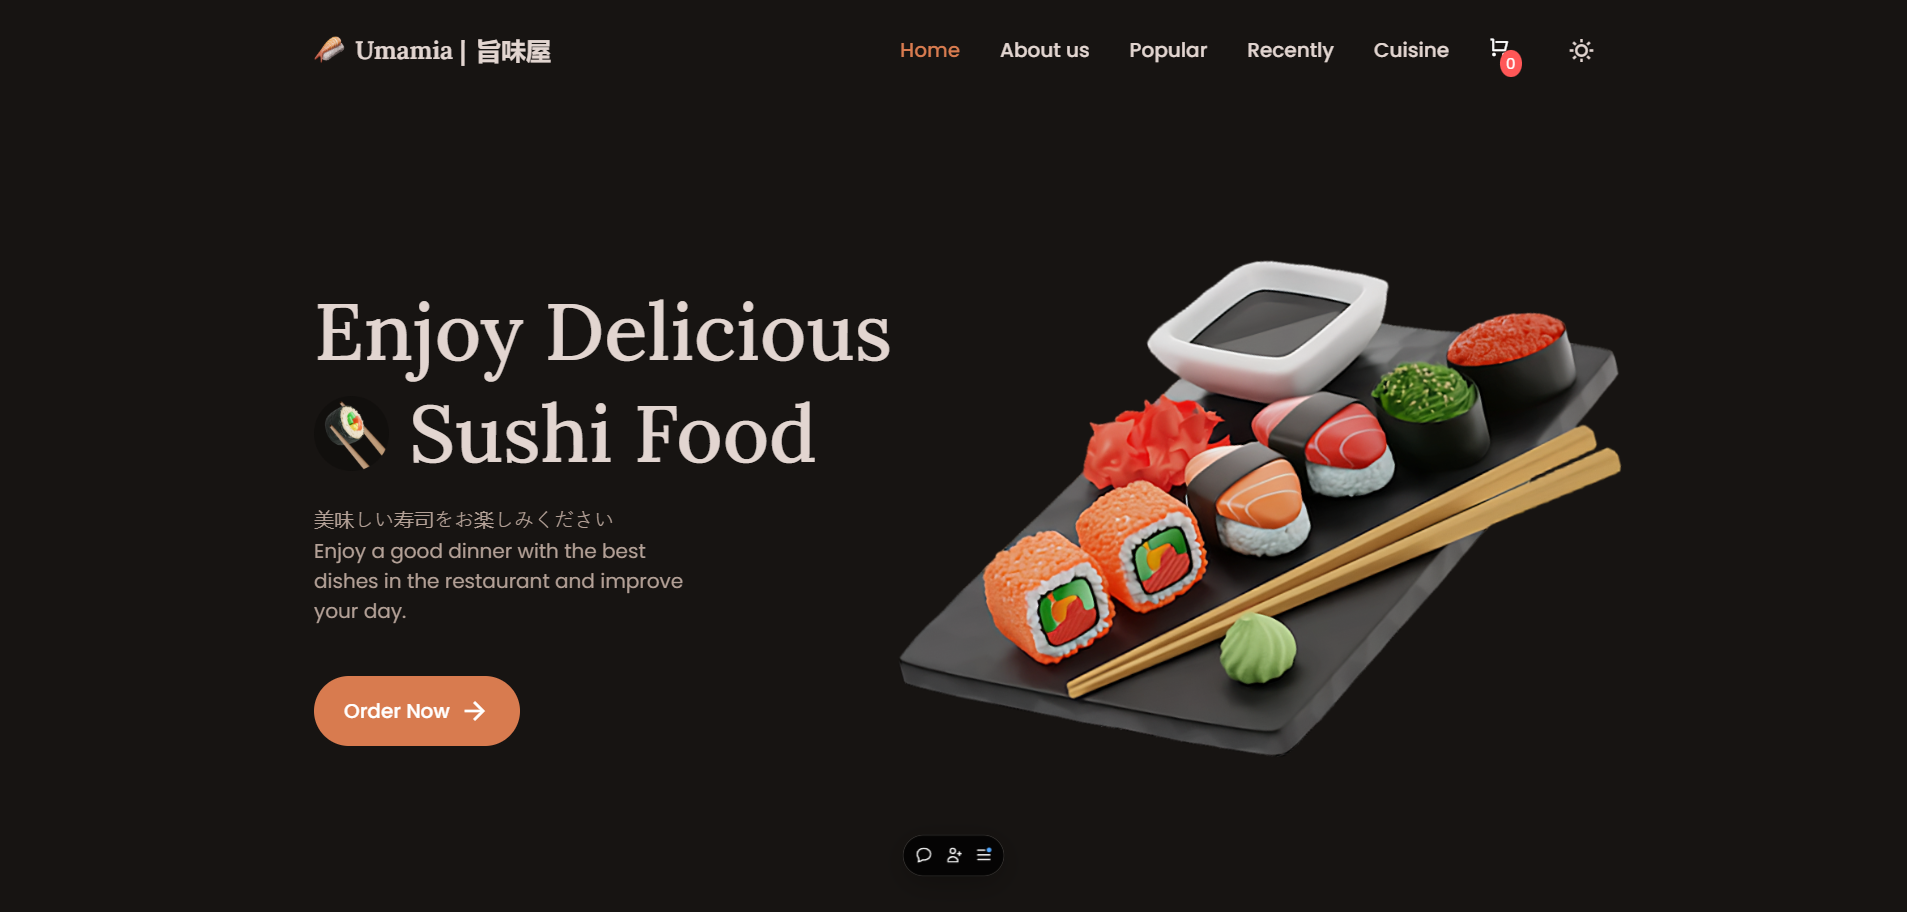 Umamia | 旨味屋
Home
About us
Popular
Recently
Cuisine
0
Enjoy Delicious
Sushi Food
美味しい寿司をお楽しみください
Enjoy a good dinner with the best
dishes in the restaurant and improve
your day.
Order Now